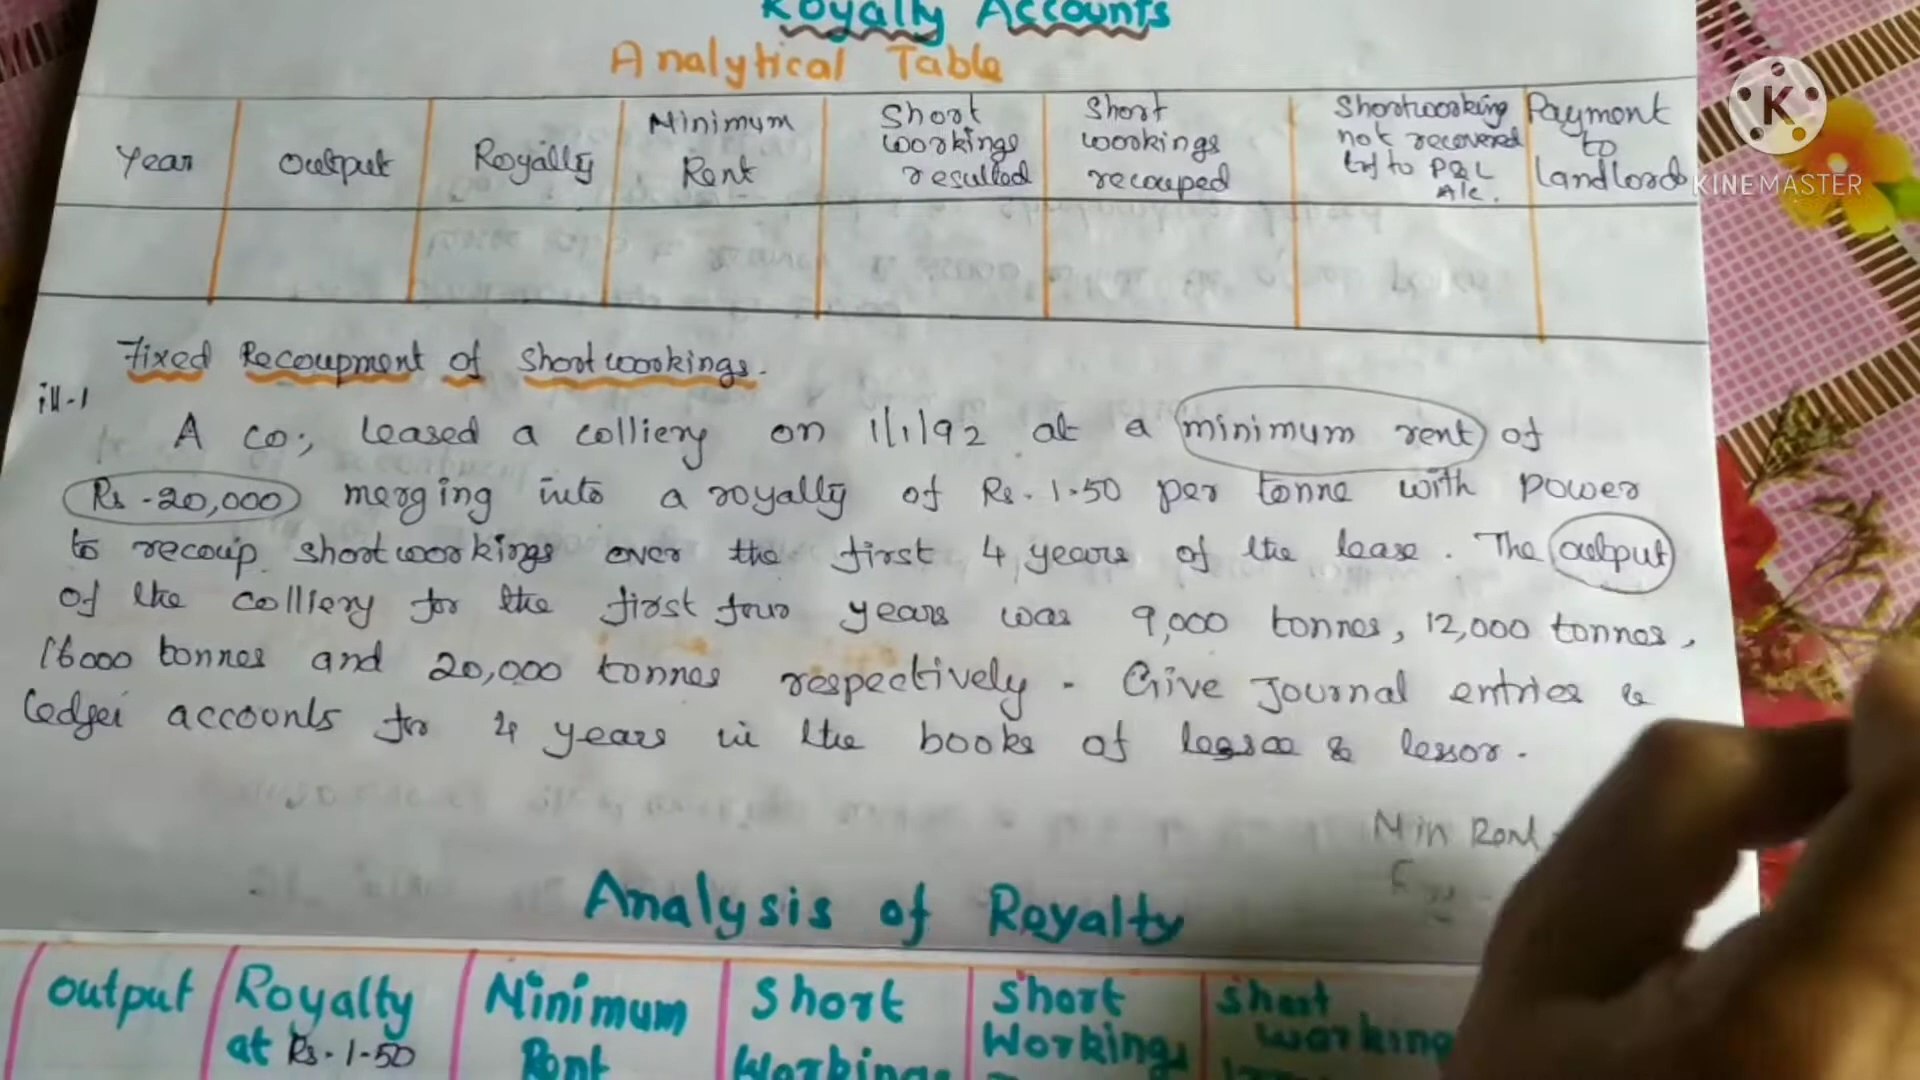 Royalty Accounts
Analytical Table
Year
Output
Royalty
Minimum Rent
Short workings resulted
Short workings recouped
Shortworking not recovered trf to P&L A/c.
Payment to landlord
KINEMASTER
Fixed Recoupment of Shortworkings.
ill-1
A co; leased a colliery on 1/1/92 at a minimum rent of
Rs-20,000 merging into a royalty of Rs.1.50 per tonne with power
to recoup shortworkings over the first 4 years of the lease. The output
of the colliery for the first four years was 9,000 tonnes, 12,000 tonnes,
16000 tonnes and 20,000 tonnes respectively. Give Journal entries &
ledger accounts for 4 years in the books of lessee & lessor.
Min Rent
Analysis of Royalty
Output
Royalty at Rs.1-50
Minimum Rent
Short Workings
Short Workings
Short Working